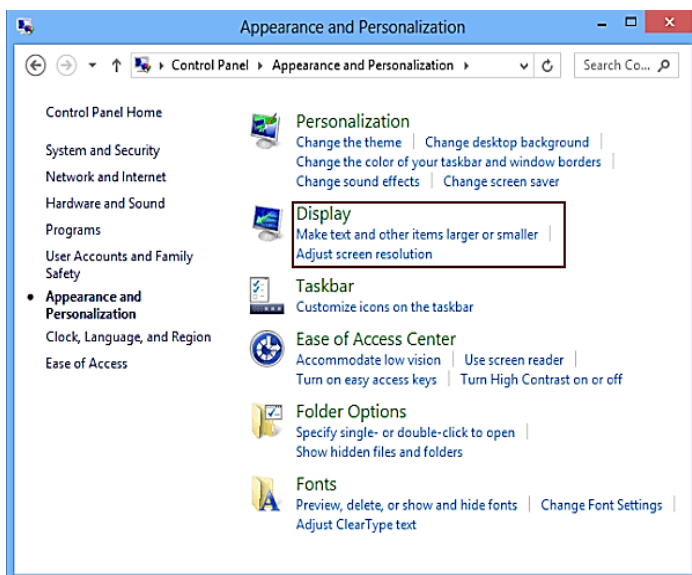 Appearance and Personalization
Control Panel Appearance and Personalization Search Co...
Control Panel Home
System and Security
Network and Internet
Hardware and Sound
Programs
User Accounts and Family
Safety
Appearance and
Personalization
Clock, Language, and Region
Ease of Access
Personalization
Change the theme Change desktop background
Change the color of your taskbar and window borders
Change sound effects Change screen saver
Display
Make text and other items larger or smaller
Adjust screen resolution
Taskbar
Customize icons on the taskbar
Ease of Access Center
Accommodate low vision Use screen reader
Turn on easy access keys Turn High Contrast on or off
Folder Options
Specify single- or double-click to open
Show hidden files and folders
Fonts
Preview, delete, or show and hide fonts Change Font Settings
Adjust ClearType text